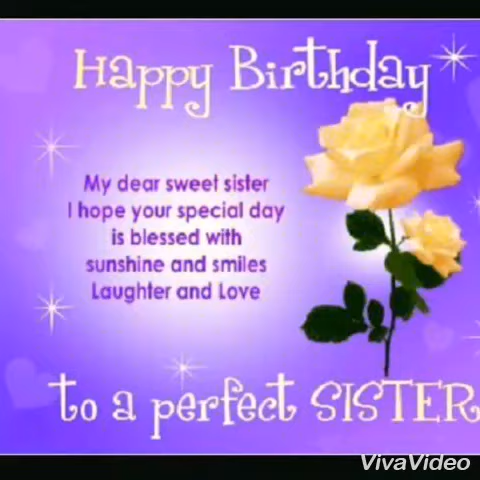 Happy Birthday
My dear sweet sister
I hope your special day
is blessed with
sunshine and smiles
Laughter and Love
to a perfect SISTER
VivaVideo